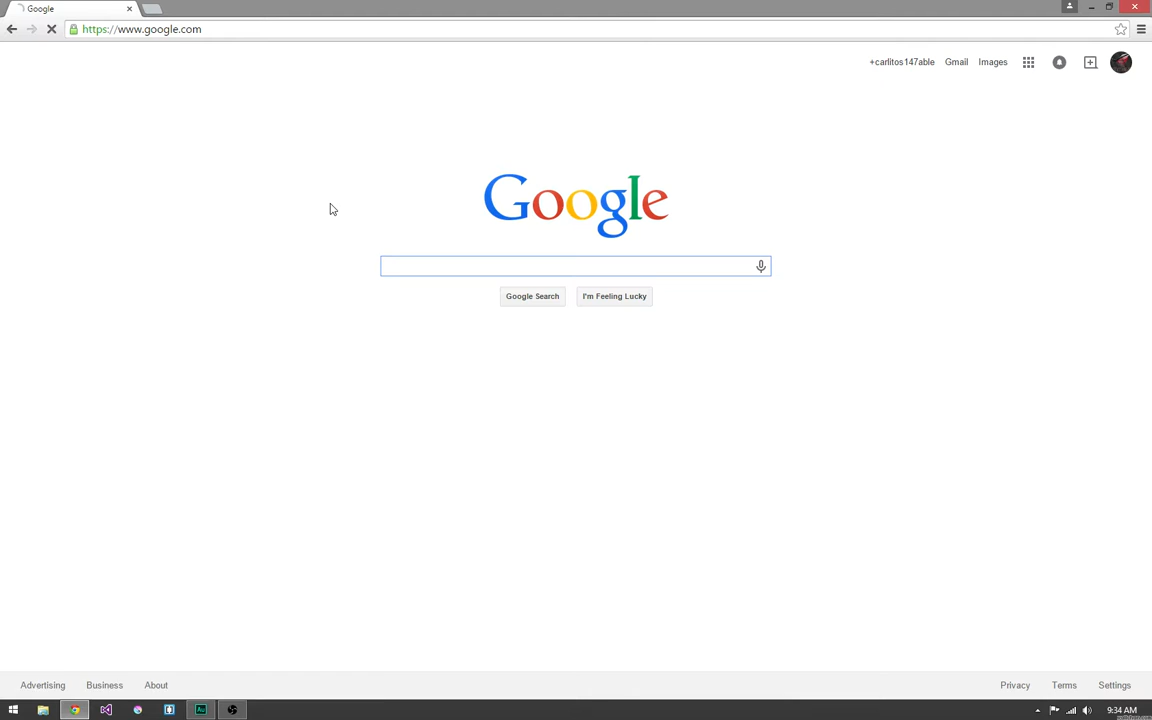 Google
https://www.google.com
+carlitos147able Gmail Images
Google
Google Search I'm Feeling Lucky
Advertising Business About Privacy Terms Settings
Au 9:34 AM